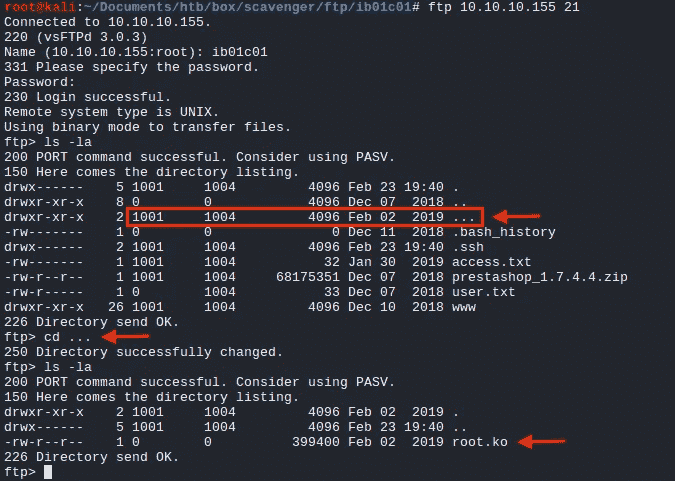 root@kali:~/Documents/htb/box/scavenger/ftp/ib01c01# ftp 10.10.10.155 21
Connected to 10.10.10.155.
220 (vsFTPd 3.0.3)
Name (10.10.10.155:root): ib01c01
331 Please specify the password.
Password:
230 Login successful.
Remote system type is UNIX.
Using binary mode to transfer files.
ftp> ls -la
200 PORT command successful. Consider using PASV.
150 Here comes the directory listing.
drwx------    5 1001     1004         4096 Feb 23 19:40 .
drwxr-xr-x    8 0        0            4096 Dec 07  2018 ..
drwxr-xr-x    2 1001     1004         4096 Feb 02  2019 ...
-rw-------    1 0        0               0 Dec 11  2018 .bash_history
drwx------    2 1001     1004         4096 Feb 23 19:40 .ssh
-rw-------    1 1001     1004           32 Jan 30  2019 access.txt
-rw-r--r--    1 1001     1004     68175351 Dec 07  2018 prestashop_1.7.4.4.zip
-rw-r-----    1 0        1004           33 Dec 07  2018 user.txt
drwxr-xr-x   26 1001     1004         4096 Dec 10  2018 www
226 Directory send OK.
ftp> cd ...
250 Directory successfully changed.
ftp> ls -la
200 PORT command successful. Consider using PASV.
150 Here comes the directory listing.
drwxr-xr-x    2 1001     1004         4096 Feb 02  2019 .
drwx------    5 1001     1004         4096 Feb 23 19:40 ..
-rw-r--r--    1 0        0          399400 Feb 02  2019 root.ko
226 Directory send OK.
ftp>